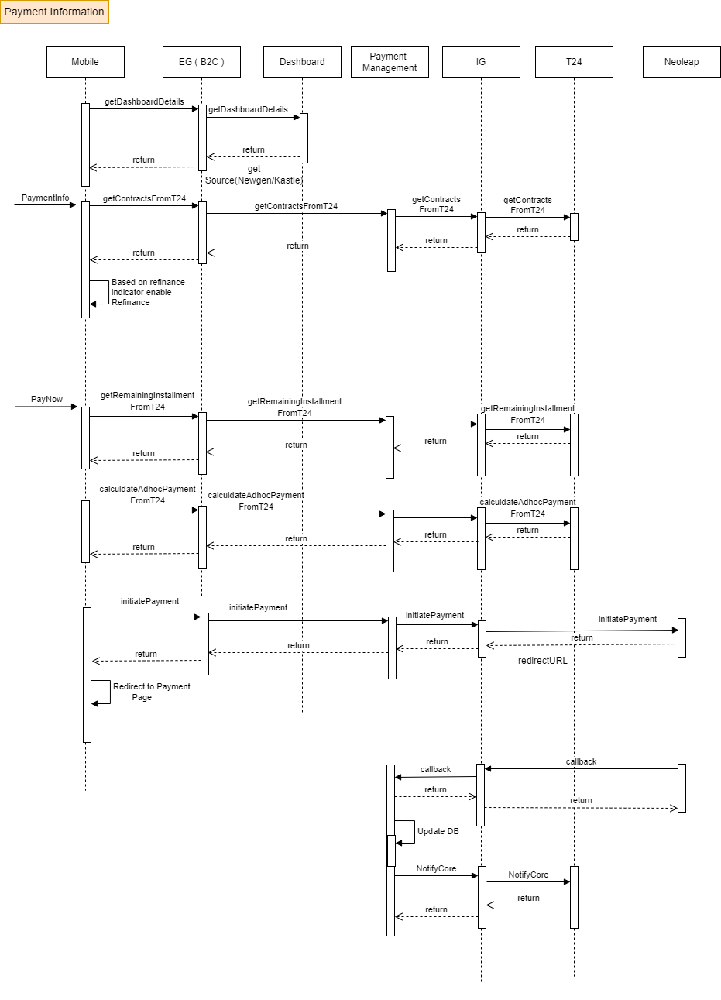 Payment Information
Mobile
EG ( B2C )
Dashboard
Payment-
Management
IG
T24
Neoleap
getDashboardDetails
getDashboardDetails
return
return
get
Source(Newgen/Kastle)
PaymentInfo
getContractsFromT24
getContractsFromT24
getContracts
FromT24
getContracts
FromT24
return
return
return
return
Based on refinance
indicator enable
Refinance
PayNow
getRemainingInstallment
FromT24
getRemainingInstallment
FromT24
getRemainingInstallment
FromT24
return
return
return
return
calculdateAdhocPayment
FromT24
calculdateAdhocPayment
FromT24
calculdateAdhocPayment
FromT24
return
return
return
return
initiatePayment
initiatePayment
initiatePayment
initiatePayment
return
return
return
return
redirectURL
Redirect to Payment
Page
callback
callback
return
return
Update DB
NotifyCore
NotifyCore
return
return